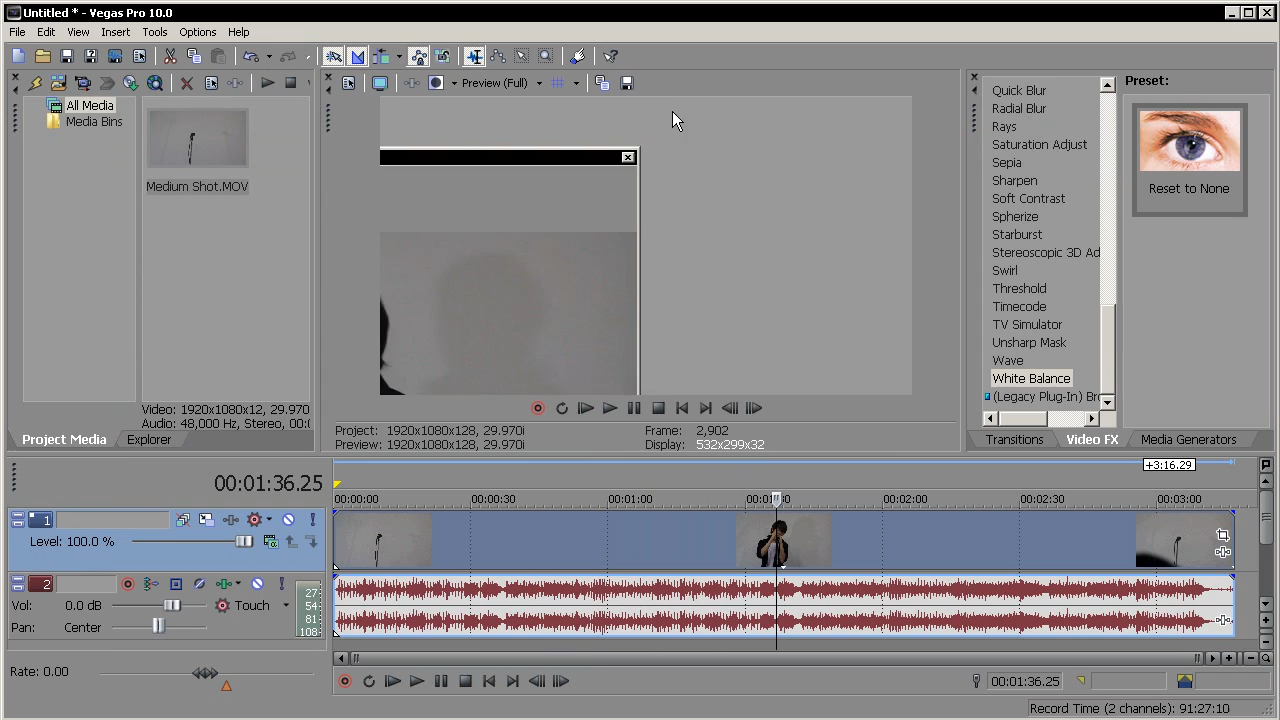 Untitled * - Vegas Pro 10.0
File Edit View Insert Tools Options Help
Preview (Full)
All Media
Media Bins
Medium Shot.MOV
Video: 1920x1080x12, 29.970
Audio: 48,000 Hz, Stereo, 00:
Project Media Explorer
Project: 1920x1080x128, 29.970i
Preview: 1920x1080x128, 29.970i
Frame: 2,902
Display: 532x299x32
Quick Blur
Radial Blur
Rays
Saturation Adjust
Sepia
Sharpen
Soft Contrast
Spherize
Starburst
Stereoscopic 3D Ad
Swirl
Threshold
Timecode
TV Simulator
Unsharp Mask
Wave
White Balance
(Legacy Plug-In) Br
Preset:
Reset to None
Transitions Video FX Media Generators
+3:16.29
00:01:36.25
00:00:00 00:00:30 00:01:00 00:02:00 00:02:30 00:03:00
1
Level: 100.0 %
2
Vol: 0.0 dB Touch
Pan: Center
27
54
81
108
Rate: 0.00
00:01:36.25
Record Time (2 channels): 91:27:10